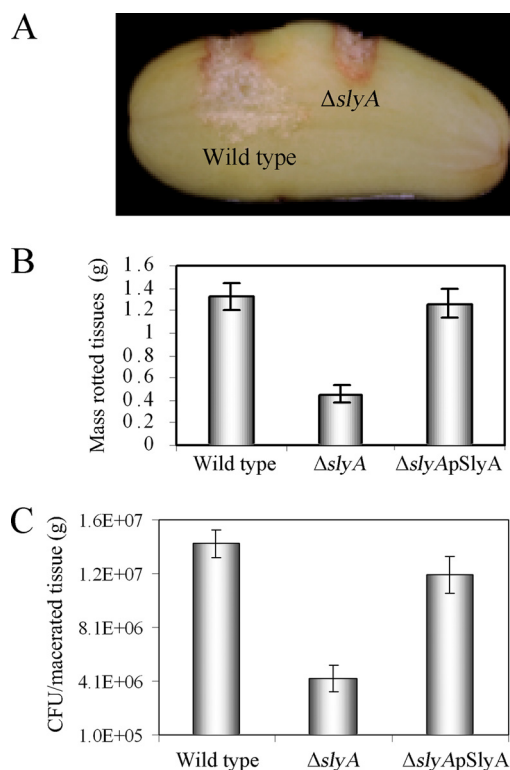 A
ΔslyA
Wild type
B
Mass rotted tissues (g)
1.6
1.4
1.2
1
0.8
0.6
0.4
0.2
0
Wild type ΔslyA ΔslyApSlyA
C
CFU/macerated tissue (g)
1.6E+07
1.2E+07
8.1E+06
4.1E+06
1.0E+05
Wild type ΔslyA ΔslyApSlyA